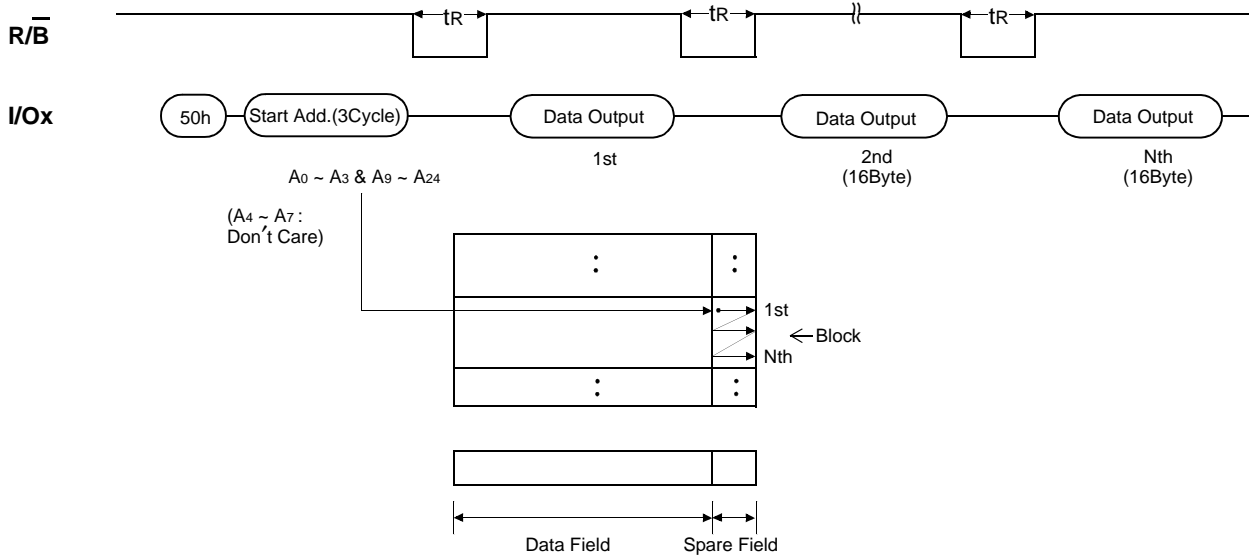 tR tR tR
R/B
I/Ox
50h Start Add.(3Cycle) Data Output Data Output Data Output
1st 2nd Nth
(16Byte) (16Byte)
A0 ~ A3 & A9 ~ A24
(A4 ~ A7 :
Don′t Care)
1st
Block
Nth
Data Field Spare Field